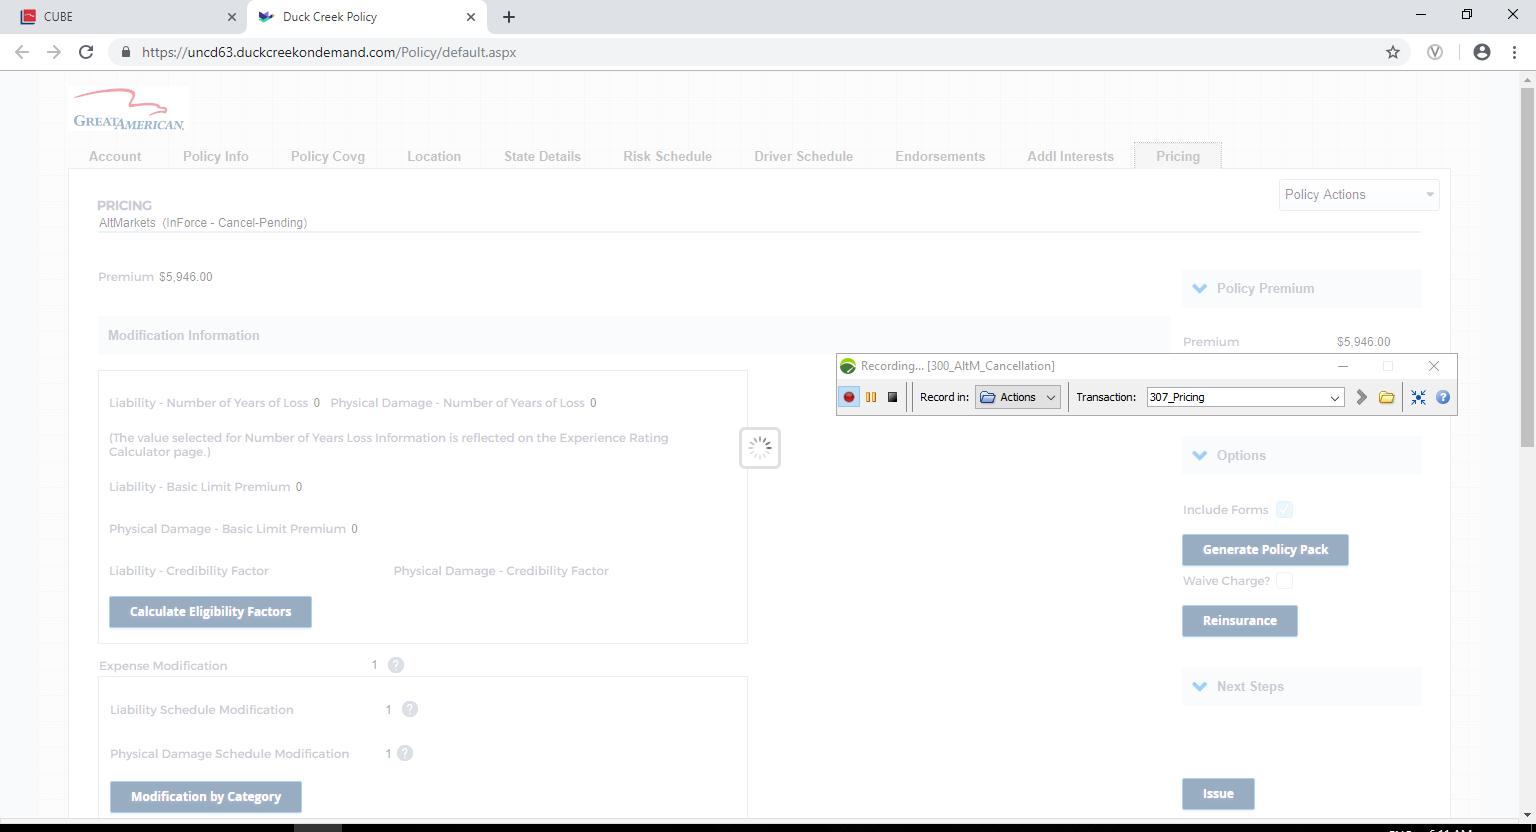 CUBE
Duck Creek Policy
https://uncd63.duckcreekondemand.com/Policy/default.aspx
GREATAMERICAN.
Account Policy Info Policy Covg Location State Details Risk Schedule Driver Schedule Endorsements Addl Interests Pricing
Policy Actions
PRICING
AltMarkets (InForce - Cancel-Pending)
Premium $5,946.00
Policy Premium
Modification Information
Premium $5,946.00
Recording... [300_AltM_Cancellation]
Record in: Actions Transaction: 307_Pricing
Liability - Number of Years of Loss 0 Physical Damage - Number of Years of Loss 0
(The value selected for Number of Years Loss Information is reflected on the Experience Rating
Calculator page.)
Options
Liability - Basic Limit Premium 0
Include Forms
Physical Damage - Basic Limit Premium 0
Generate Policy Pack
Liability - Credibility Factor Physical Damage - Credibility Factor
Waive Charge?
Calculate Eligibility Factors
Reinsurance
Expense Modification 1 ?
Next Steps
Liability Schedule Modification 1 ?
Physical Damage Schedule Modification 1 ?
Modification by Category
Issue